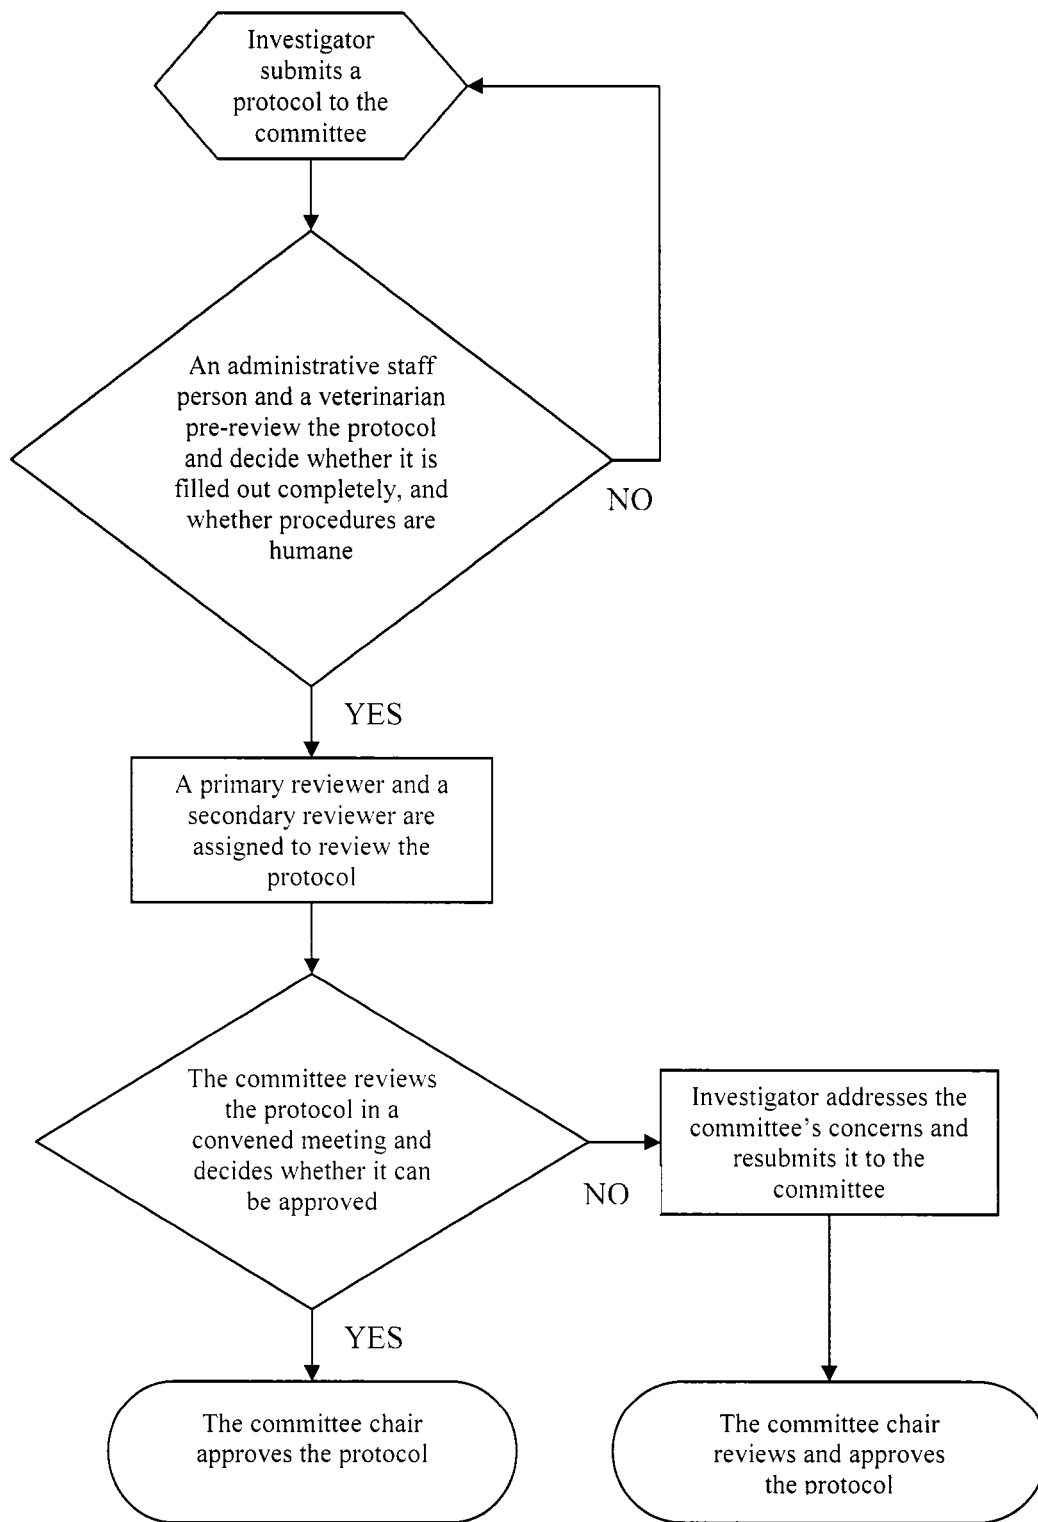 Investigator
submits a
protocol to the
committee
An administrative staff
person and a veterinarian
pre-review the protocol
and decide whether it is
filled out completely, and
whether procedures are
humane
NO
YES
A primary reviewer and a
secondary reviewer are
assigned to review the
protocol
The committee reviews
the protocol in a
convened meeting and
decides whether it can
be approved
NO
Investigator addresses the
committee's concerns and
resubmits it to the
committee
YES
The committee chair
approves the protocol
The committee chair
reviews and approves
the protocol